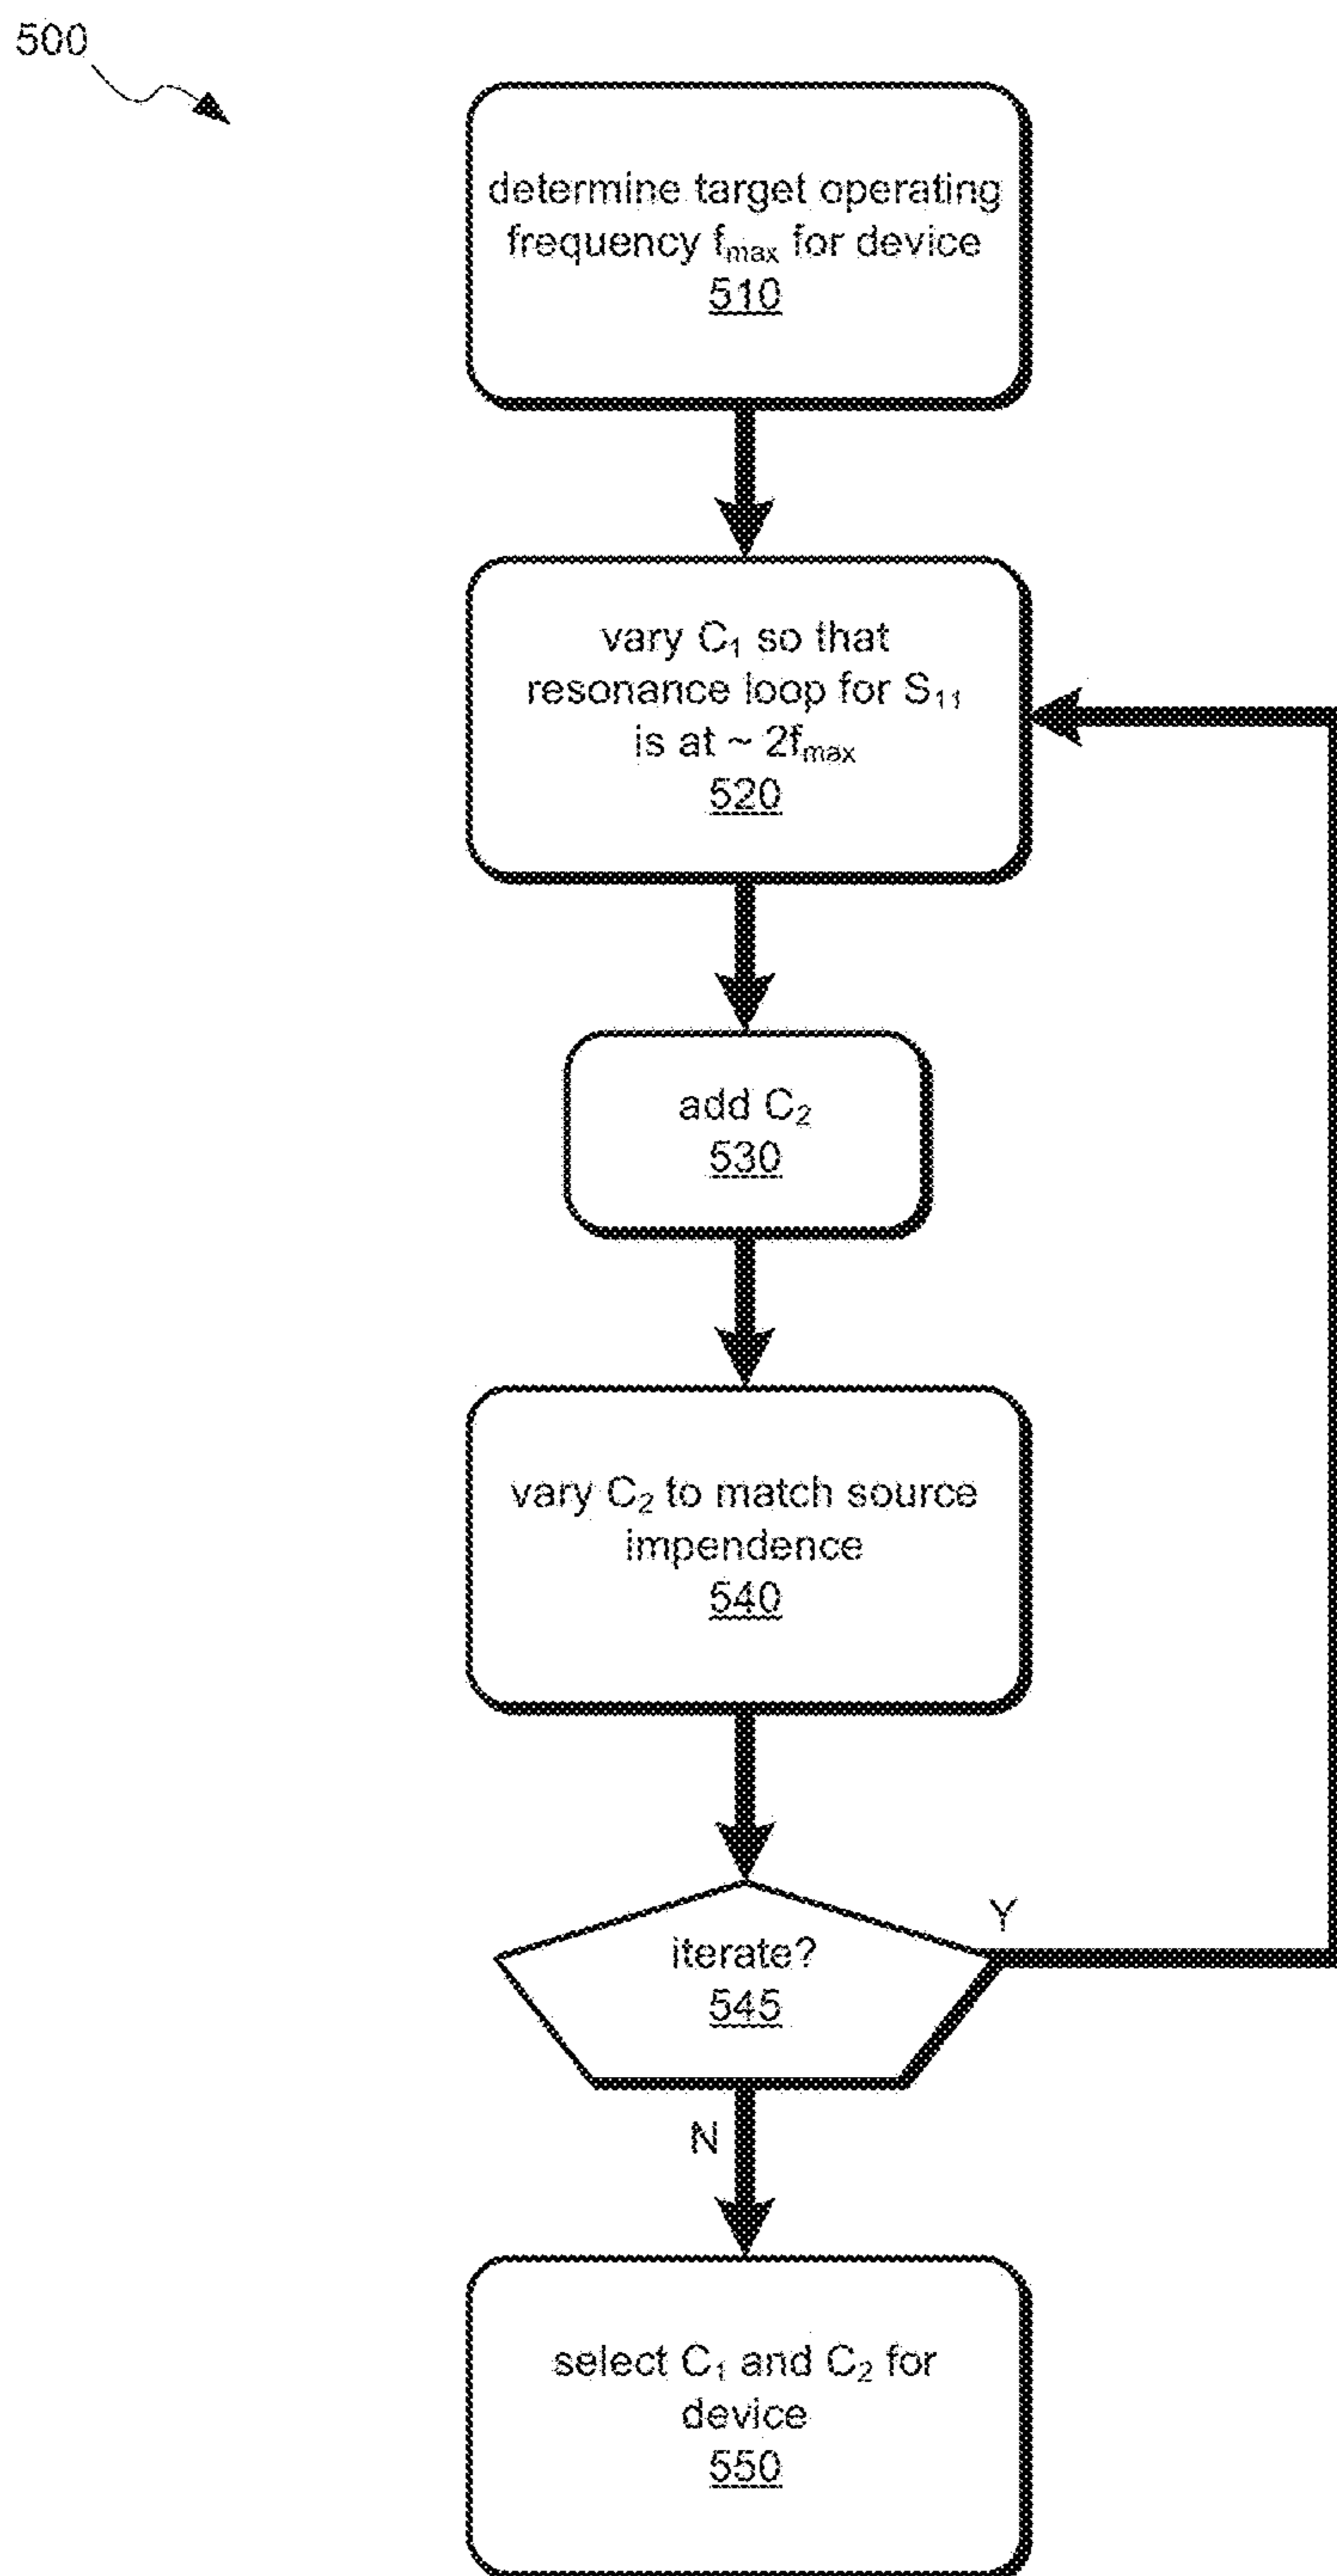 500
determine target operating
frequency fmax for device
510
vary C1 so that
resonance loop for S11
is at ~ 2fmax
520
add C2
530
vary C2 to match source
impendence
540
iterate?
545
Y
N
select C1 and C2 for
device
550